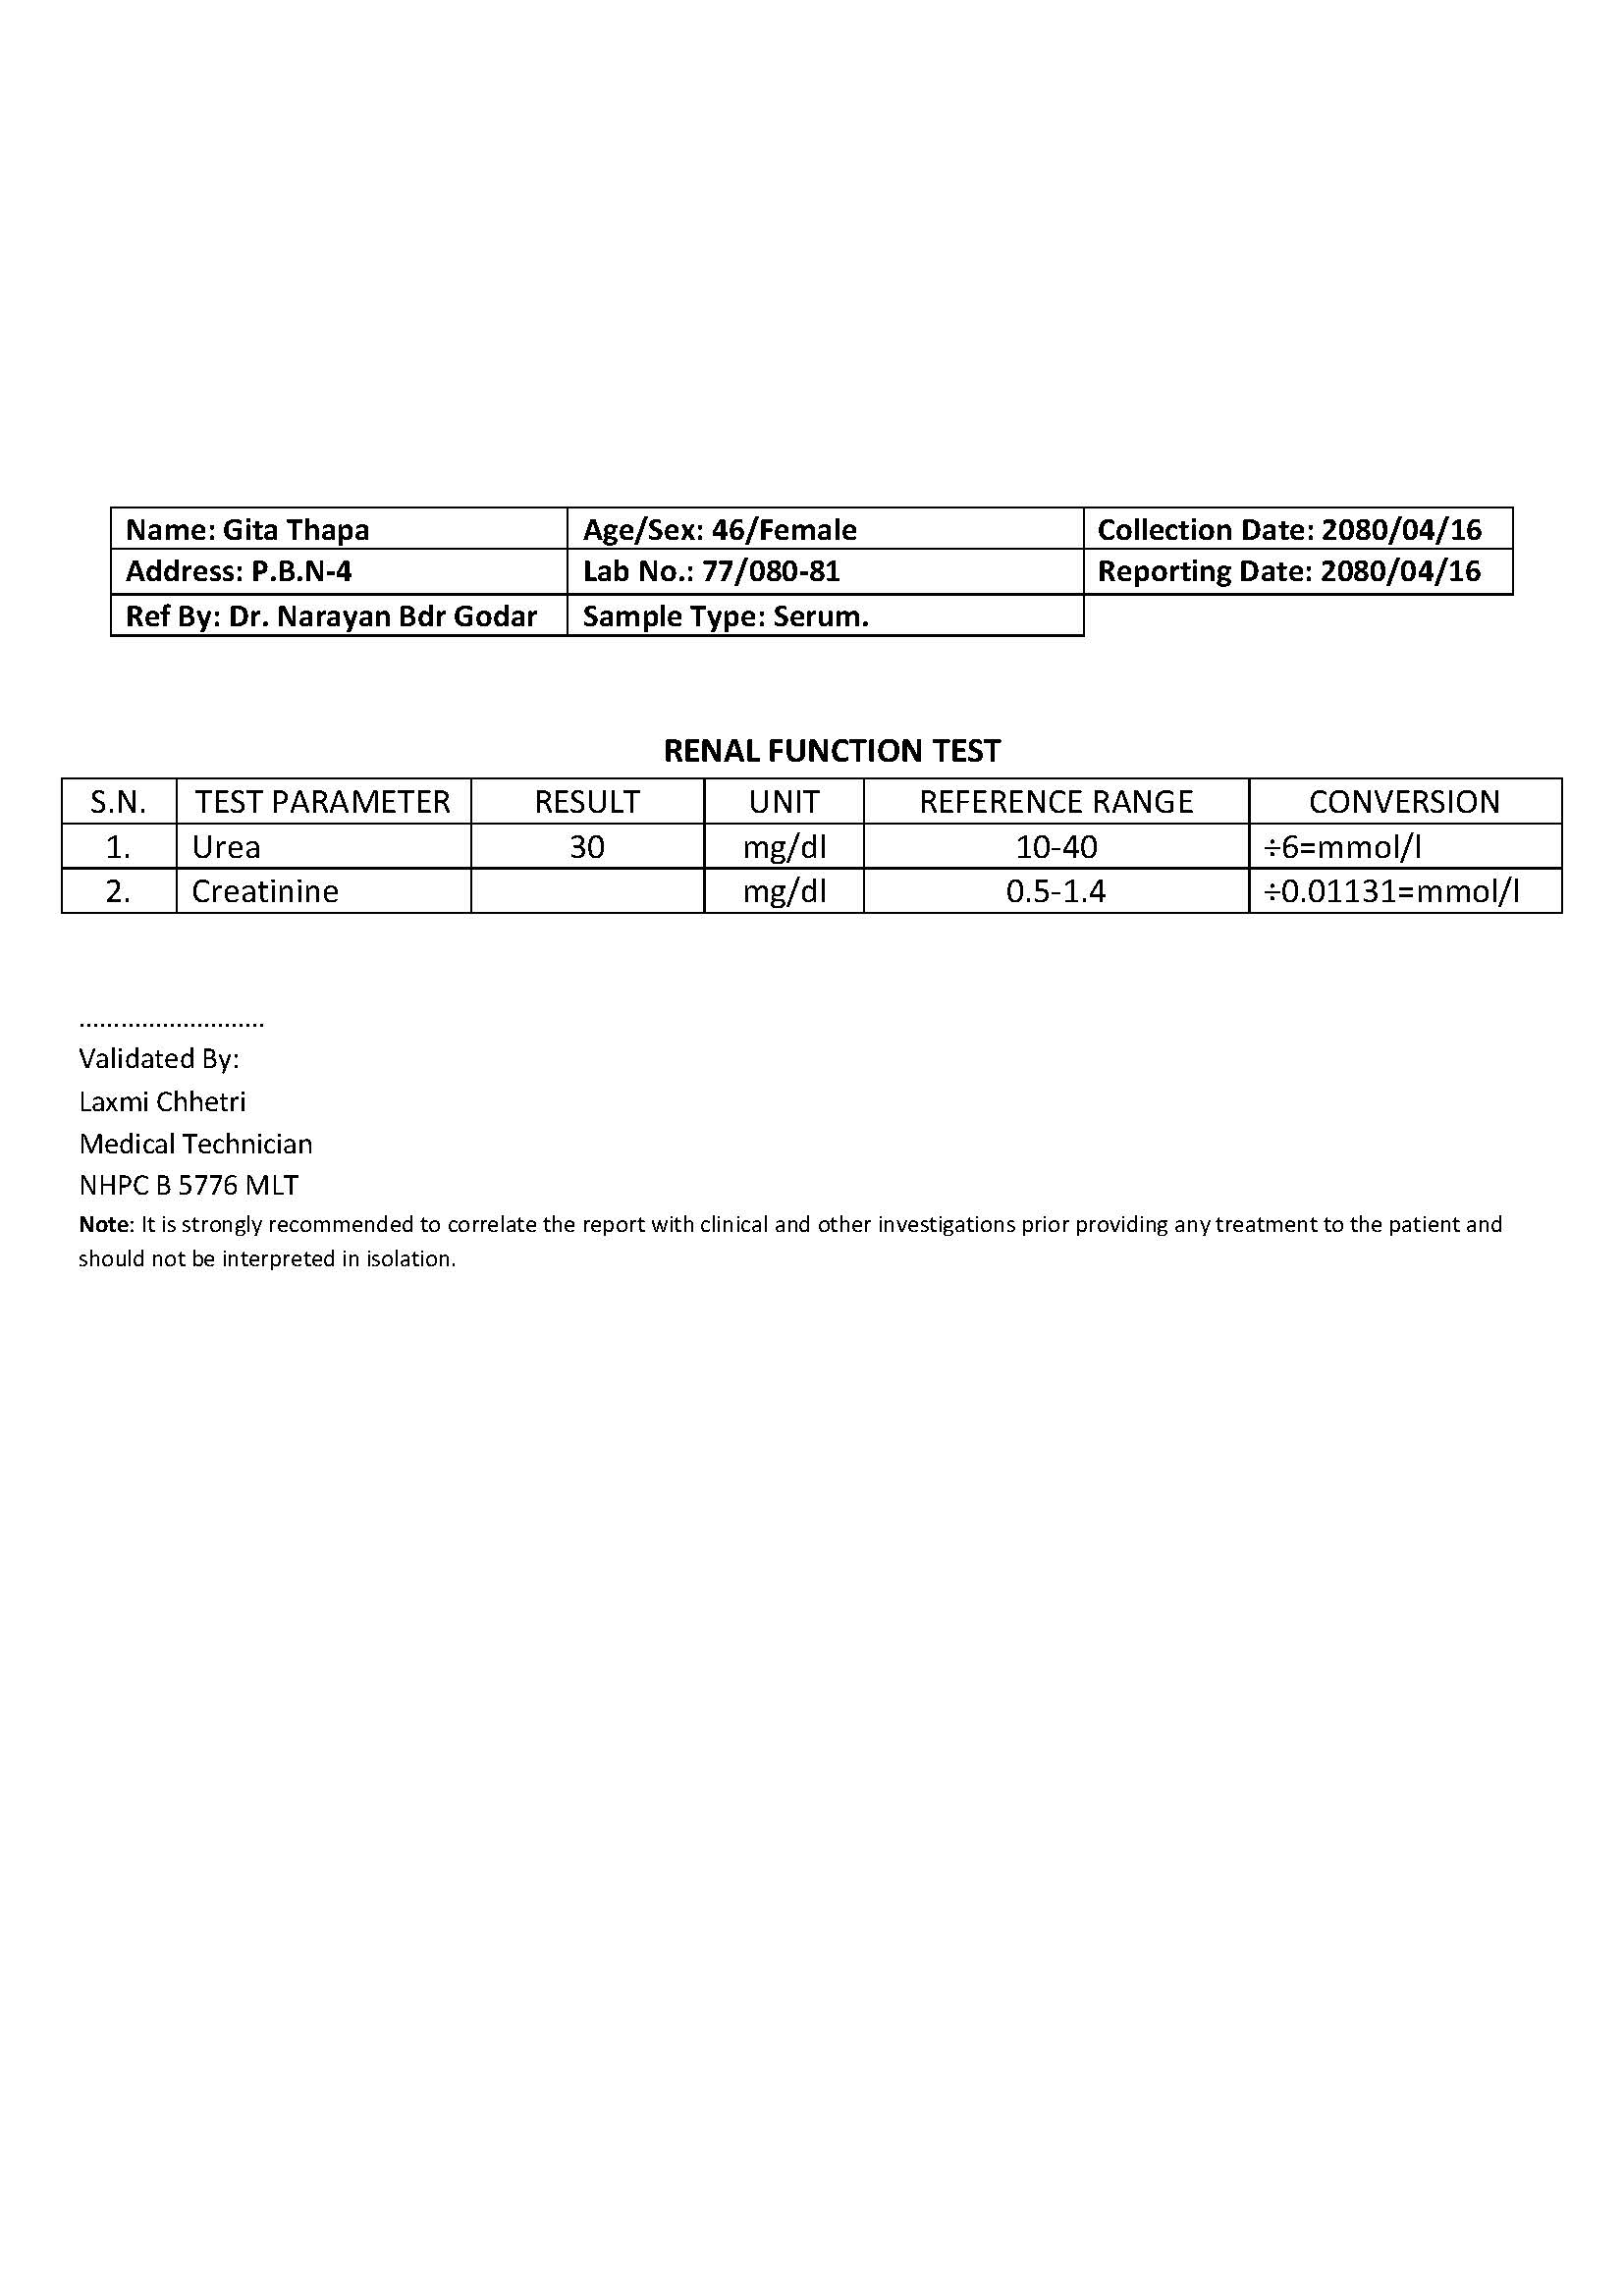 Name: Gita Thapa Age/Sex: 46/Female Collection Date: 2080/04/16
Address: P.B.N-4 Lab No.: 77/080-81 Reporting Date: 2080/04/16
Ref By: Dr. Narayan Bdr Godar Sample Type: Serum.
RENAL FUNCTION TEST
S.N. TEST PARAMETER RESULT UNIT REFERENCE RANGE CONVERSION
1. Urea 30 mg/dl 10-40 ÷6=mmol/l
2. Creatinine mg/dl 0.5-1.4 ÷0.01131=mmol/l
...........................
Validated By:
Laxmi Chhetri
Medical Technician
NHPC B 5776 MLT
Note: It is strongly recommended to correlate the report with clinical and other investigations prior providing any treatment to the patient and
should not be interpreted in isolation.